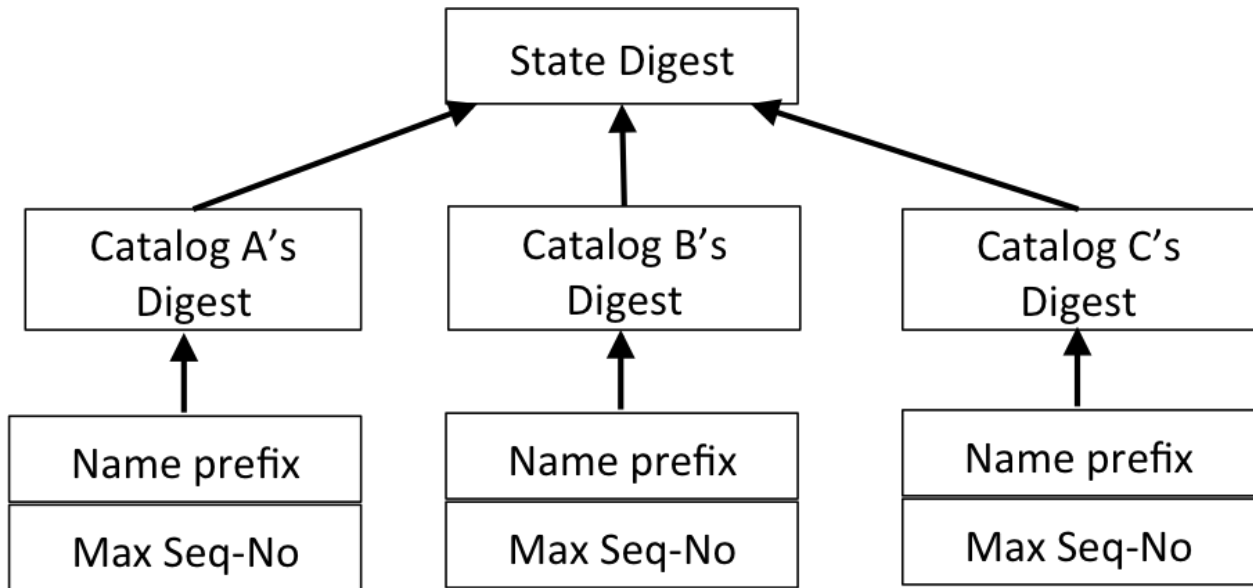 State Digest
Catalog A’s
Digest
Catalog B’s
Digest
Catalog C’s
Digest
Name prefix
Max Seq-No
Name prefix
Max Seq-No
Name prefix
Max Seq-No